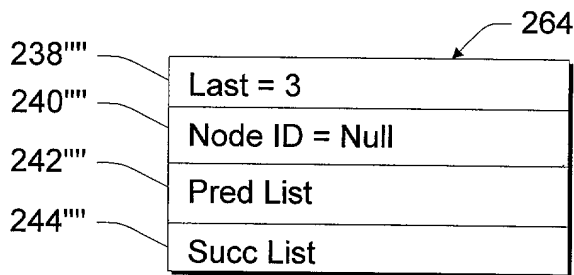 264
238'''' Last = 3
240'''' Node ID = Null
242'''' Pred List
244'''' Succ List